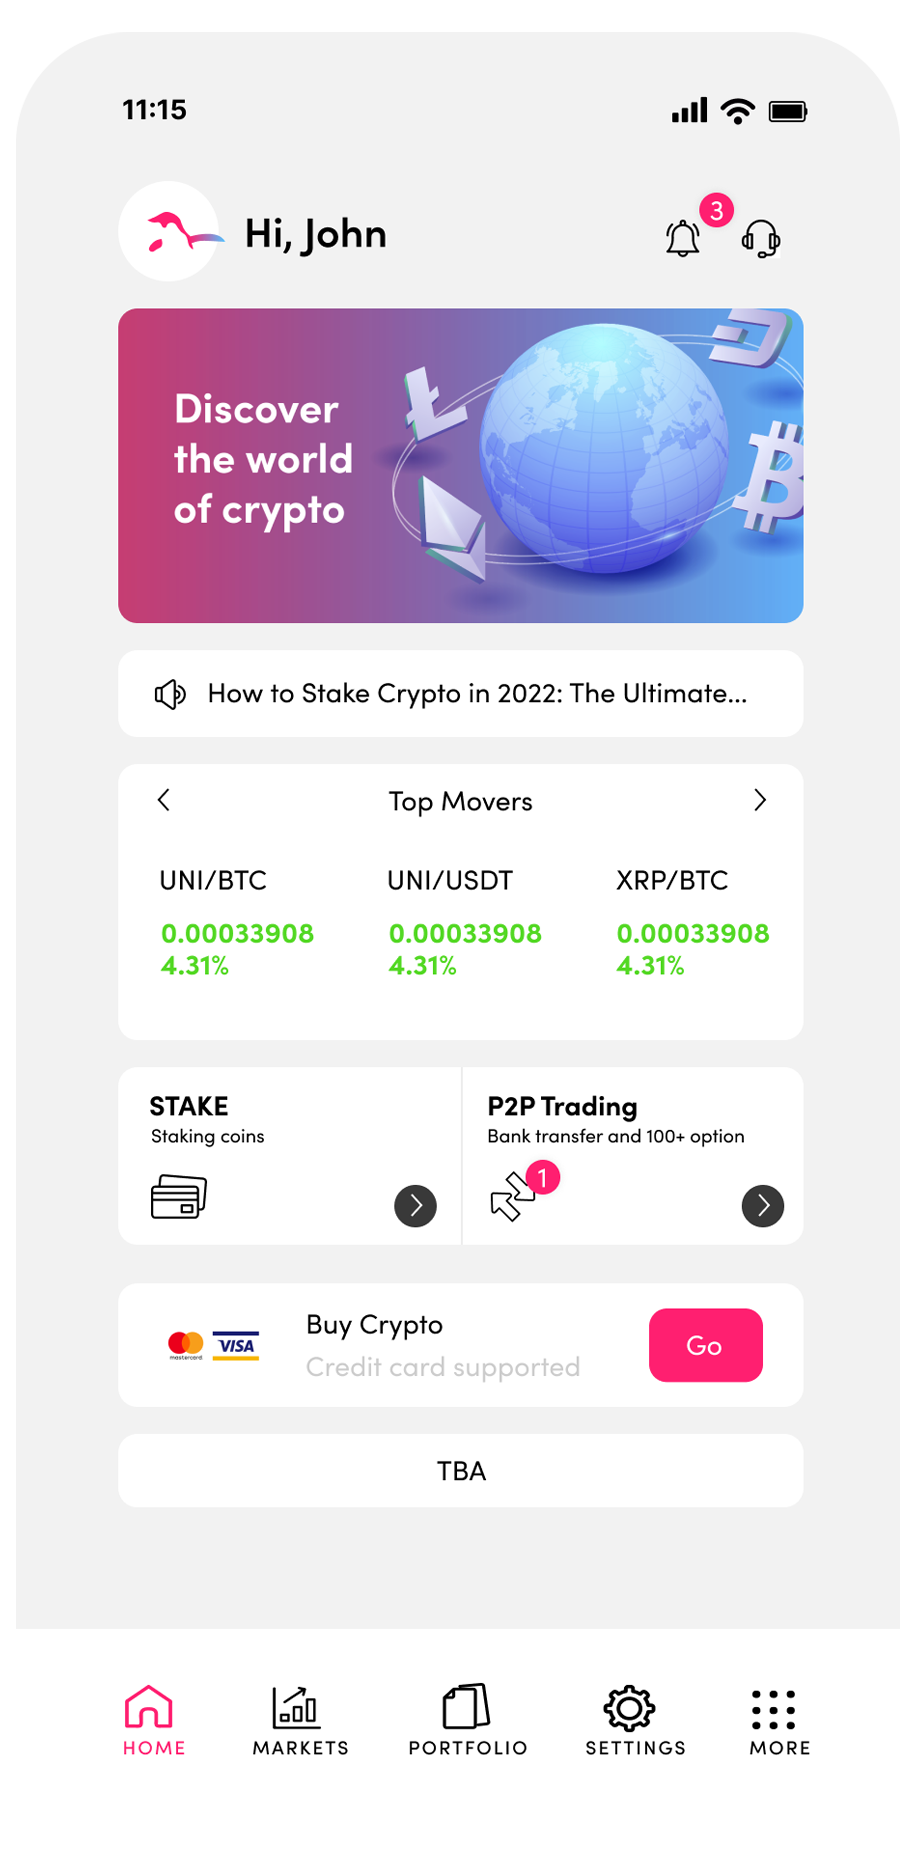 11:15
Hi, John
3
Discover
the world
of crypto
How to Stake Crypto in 2022: The Ultimate...
Top Movers
UNI/BTC UNI/USDT XRP/BTC
0.00033908 0.00033908 0.00033908
4.31% 4.31% 4.31%
STAKE
Staking coins
P2P Trading
Bank transfer and 100+ option
1
mastercard VISA
Buy Crypto
Credit card supported
Go
TBA
HOME MARKETS PORTFOLIO SETTINGS MORE